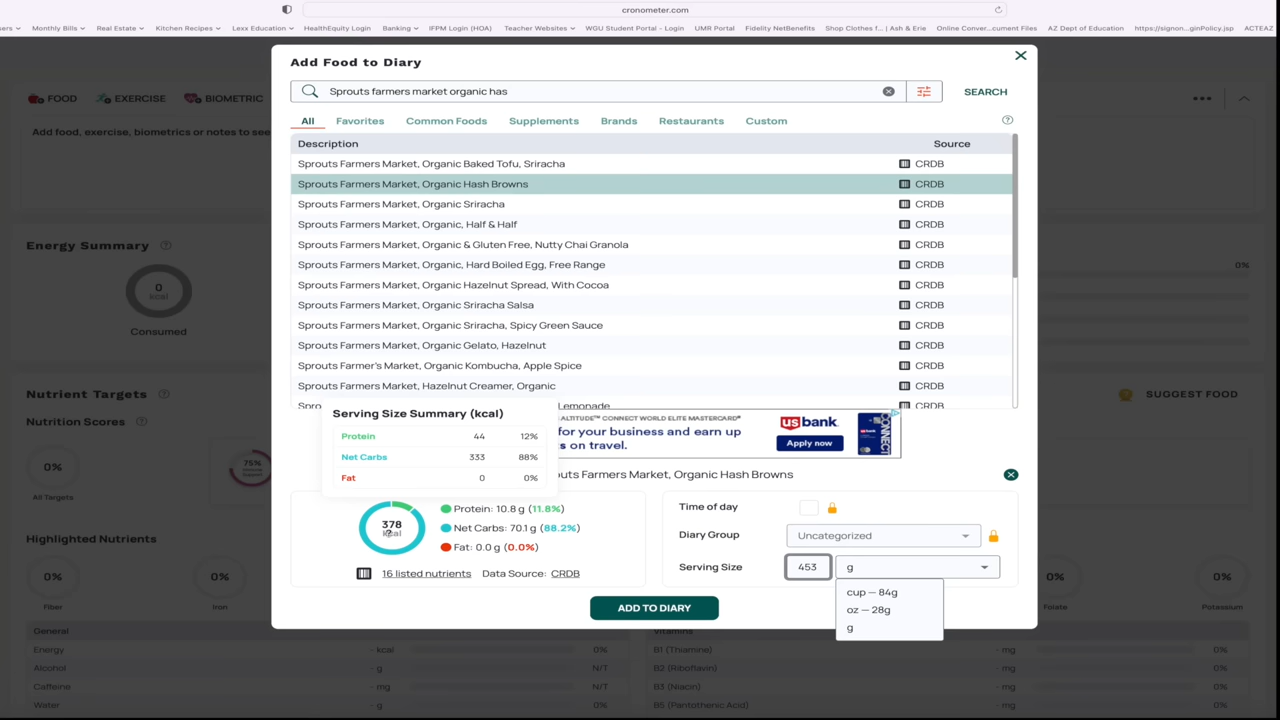 cronometer.com
Monthly Bills
Real Estate
Kitchen Recipes
Lexx Education
HealthEquity Login
Banking
IFPM Login (HOA)
Teacher Websites
WGU Student Portal - Login
UMR Portal
Fidelity NetBenefits
Shop Clothes f... | Ash & Erie
Online Conver...cument Files
AZ Dept of Education
https://signon...ginPolicy.jsp
ACTEAZ
Add Food to Diary
Sprouts farmers market organic has
SEARCH
All
Favorites
Common Foods
Supplements
Brands
Restaurants
Custom
Description
Source
Sprouts Farmers Market, Organic Baked Tofu, Sriracha CRDB
Sprouts Farmers Market, Organic Hash Browns CRDB
Sprouts Farmers Market, Organic Sriracha CRDB
Sprouts Farmers Market, Organic, Half & Half CRDB
Sprouts Farmers Market, Organic & Gluten Free, Nutty Chai Granola CRDB
Sprouts Farmers Market, Organic, Hard Boiled Egg, Free Range CRDB
Sprouts Farmers Market, Organic Hazelnut Spread, With Cocoa CRDB
Sprouts Farmers Market, Organic Sriracha Salsa CRDB
Sprouts Farmers Market, Organic Sriracha, Spicy Green Sauce CRDB
Sprouts Farmers Market, Organic Gelato, Hazelnut CRDB
Sprouts Farmer's Market, Organic Kombucha, Apple Spice CRDB
Sprouts Farmers Market, Hazelnut Creamer, Organic CRDB
Lemonade CRDB
Serving Size Summary (kcal)
Protein 44 12%
Net Carbs 333 88%
Fat 0 0%
ALTITUDE™ CONNECT WORLD ELITE MASTERCARD®
for your business and earn up
on travel.
usbank
Apply now
CONNECT
outs Farmers Market, Organic Hash Browns
378
kcal
Protein: 10.8 g (11.8%)
Net Carbs: 70.1 g (88.2%)
Fat: 0.0 g (0.0%)
16 listed nutrients
Data Source: CRDB
Time of day
Diary Group
Uncategorized
Serving Size
453
g
cup — 84g
oz — 28g
g
ADD TO DIARY
FOOD
EXERCISE
BIOMETRIC
Add food, exercise, biometrics or notes to see
Energy Summary
0
kcal
Consumed
0%
Nutrient Targets
SUGGEST FOOD
Nutrition Scores
0%
All Targets
75%
Highlighted Nutrients
0%
Fiber
0%
Iron
0%
Folate
0%
Potassium
General
Energy - kcal 0%
Alcohol - g N/T
Caffeine - mg N/T
Water - g 0%
Vitamins
B1 (Thiamine) - mg 0%
B2 (Riboflavin) - mg 0%
B3 (Niacin) - mg 0%
B5 (Pantothenic Acid) - mg 0%